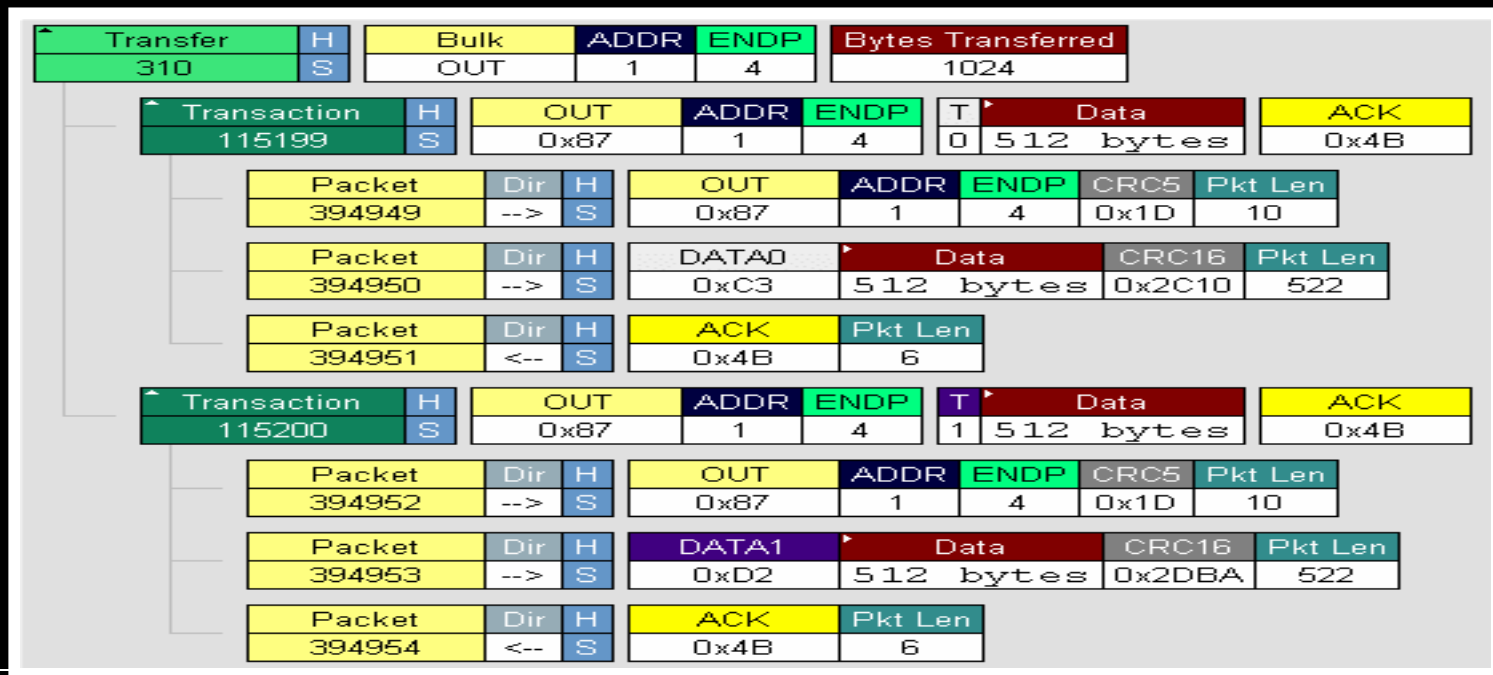 Transfer H Bulk ADDR ENDP Bytes Transferred
310 S OUT 1 4 1024
Transaction H OUT ADDR ENDP T Data ACK
115199 S 0x87 1 4 0 512 bytes 0x4B
Packet Dir H OUT ADDR ENDP CRC5 Pkt Len
394949 --> S 0x87 1 4 0x1D 10
Packet Dir H DATA0 Data CRC16 Pkt Len
394950 --> S 0xC3 512 bytes 0x2C10 522
Packet Dir H ACK Pkt Len
394951 <-- S 0x4B 6
Transaction H OUT ADDR ENDP T Data ACK
115200 S 0x87 1 4 1 512 bytes 0x4B
Packet Dir H OUT ADDR ENDP CRC5 Pkt Len
394952 --> S 0x87 1 4 0x1D 10
Packet Dir H DATA1 Data CRC16 Pkt Len
394953 --> S 0xD2 512 bytes 0x2DBA 522
Packet Dir H ACK Pkt Len
394954 <-- S 0x4B 6